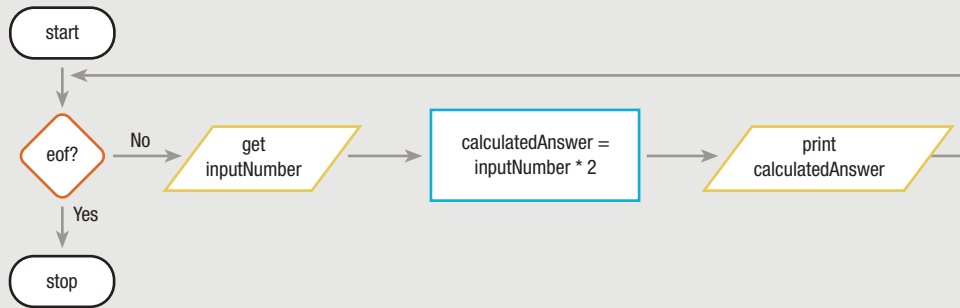 start
eof?
No
get
inputNumber
calculatedAnswer =
inputNumber * 2
print
calculatedAnswer
Yes
stop